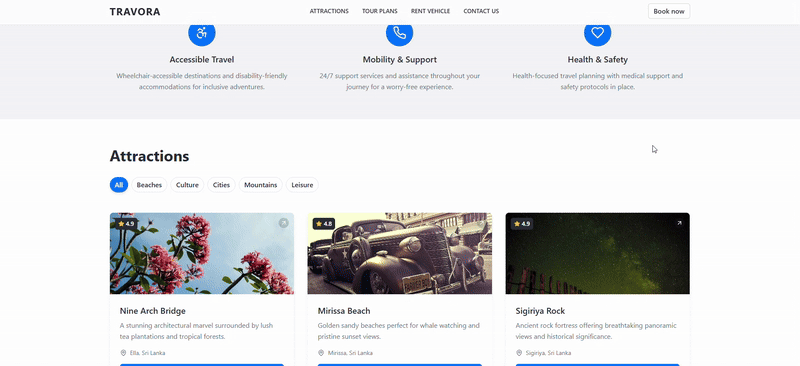 TRAVORA
ATTRACTIONS TOUR PLANS RENT VEHICLE CONTACT US
Book now
Accessible Travel
Wheelchair-accessible destinations and disability-friendly
accommodations for inclusive adventures.
Mobility & Support
24/7 support services and assistance throughout your
journey for a worry-free experience.
Health & Safety
Health-focused travel planning with medical support and
safety protocols in place.
Attractions
All Beaches Culture Cities Mountains Leisure
4.9
Nine Arch Bridge
A stunning architectural marvel surrounded by lush
tea plantations and tropical forests.
Ella, Sri Lanka
4.8
Mirissa Beach
Golden sandy beaches perfect for whale watching and
pristine sunset views.
Mirissa, Sri Lanka
4.9
Sigiriya Rock
Ancient rock fortress offering breathtaking panoramic
views and historical significance.
Sigiriya, Sri Lanka